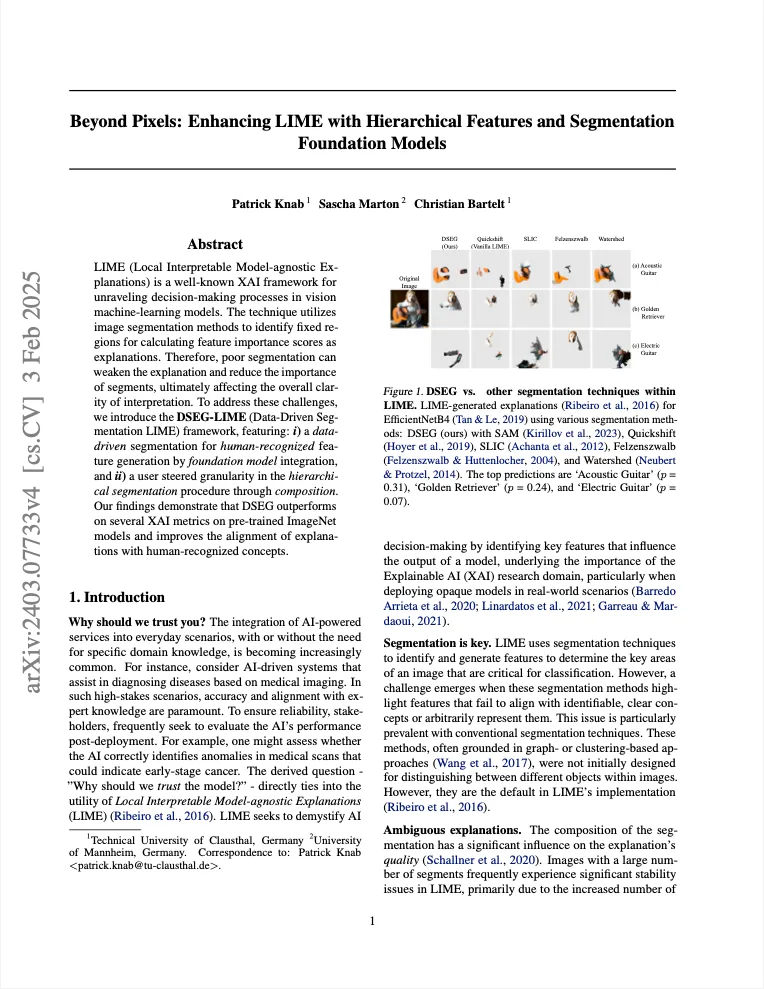 arXiv:2403.07733v4 [cs.CV] 3 Feb 2025
Beyond Pixels: Enhancing LIME with Hierarchical Features and Segmentation
Foundation Models
Patrick Knab 1 Sascha Marton 2 Christian Bartelt 1
Abstract
LIME (Local Interpretable Model-agnostic Ex-
planations) is a well-known XAI framework for
unraveling decision-making processes in vision
machine-learning models. The technique utilizes
image segmentation methods to identify fixed re-
gions for calculating feature importance scores as
explanations. Therefore, poor segmentation can
weaken the explanation and reduce the importance
of segments, ultimately affecting the overall clar-
ity of interpretation. To address these challenges,
we introduce the DSEG-LIME (Data-Driven Seg-
mentation LIME) framework, featuring: i) a data-
driven segmentation for human-recognized fea-
ture generation by foundation model integration,
and ii) a user steered granularity in the hierarchi-
cal segmentation procedure through composition.
Our findings demonstrate that DSEG outperforms
on several XAI metrics on pre-trained ImageNet
models and improves the alignment of explana-
tions with human-recognized concepts.
1. Introduction
Why should we trust you? The integration of AI-powered
services into everyday scenarios, with or without the need
for specific domain knowledge, is becoming increasingly
common. For instance, consider AI-driven systems that
assist in diagnosing diseases based on medical imaging. In
such high-stakes scenarios, accuracy and alignment with ex-
pert knowledge are paramount. To ensure reliability, stake-
holders, frequently seek to evaluate the AI's performance
post-deployment. For example, one might assess whether
the AI correctly identifies anomalies in medical scans that
could indicate early-stage cancer. The derived question -
"Why should we trust the model?" - directly ties into the
utility of Local Interpretable Model-agnostic Explanations
(LIME) (Ribeiro et al., 2016). LIME seeks to demystify AI
1Technical University of Clausthal, Germany 2University
of Mannheim, Germany. Correspondence to: Patrick Knab
<patrick.knab@tu-clausthal.de>.
DSEG
(Ours)
Quickshift
(Vanilla LIME)
SLIC
Felzenszwalb
Watershed
Original
Image
(a) Acoustic
Guitar
(b) Golden
Retriever
(c) Electric
Guitar
Figure 1. DSEG vs. other segmentation techniques within
LIME. LIME-generated explanations (Ribeiro et al., 2016) for
EfficientNetB4 (Tan & Le, 2019) using various segmentation meth-
ods: DSEG (ours) with SAM (Kirillov et al., 2023), Quickshift
(Hoyer et al., 2019), SLIC (Achanta et al., 2012), Felzenszwalb
(Felzenszwalb & Huttenlocher, 2004), and Watershed (Neubert
& Protzel, 2014). The top predictions are 'Acoustic Guitar' (p =
0.31), 'Golden Retriever' (p = 0.24), and 'Electric Guitar' (p =
0.07).
decision-making by identifying key features that influence
the output of a model, underlying the importance of the
Explainable AI (XAI) research domain, particularly when
deploying opaque models in real-world scenarios (Barredo
Arrieta et al., 2020; Linardatos et al., 2021; Garreau & Mar-
daoui, 2021).
Segmentation is key. LIME uses segmentation techniques
to identify and generate features to determine the key areas
of an image that are critical for classification. However, a
challenge emerges when these segmentation methods high-
light features that fail to align with identifiable, clear con-
cepts or arbitrarily represent them. This issue is particularly
prevalent with conventional segmentation techniques. These
methods, often grounded in graph- or clustering-based ap-
proaches (Wang et al., 2017), were not initially designed
for distinguishing between different objects within images.
However, they are the default in LIME's implementation
(Ribeiro et al., 2016).
Ambiguous explanations. The composition of the seg-
mentation has a significant influence on the explanation's
quality (Schallner et al., 2020). Images with a large num-
ber of segments frequently experience significant stability
issues in LIME, primarily due to the increased number of
1